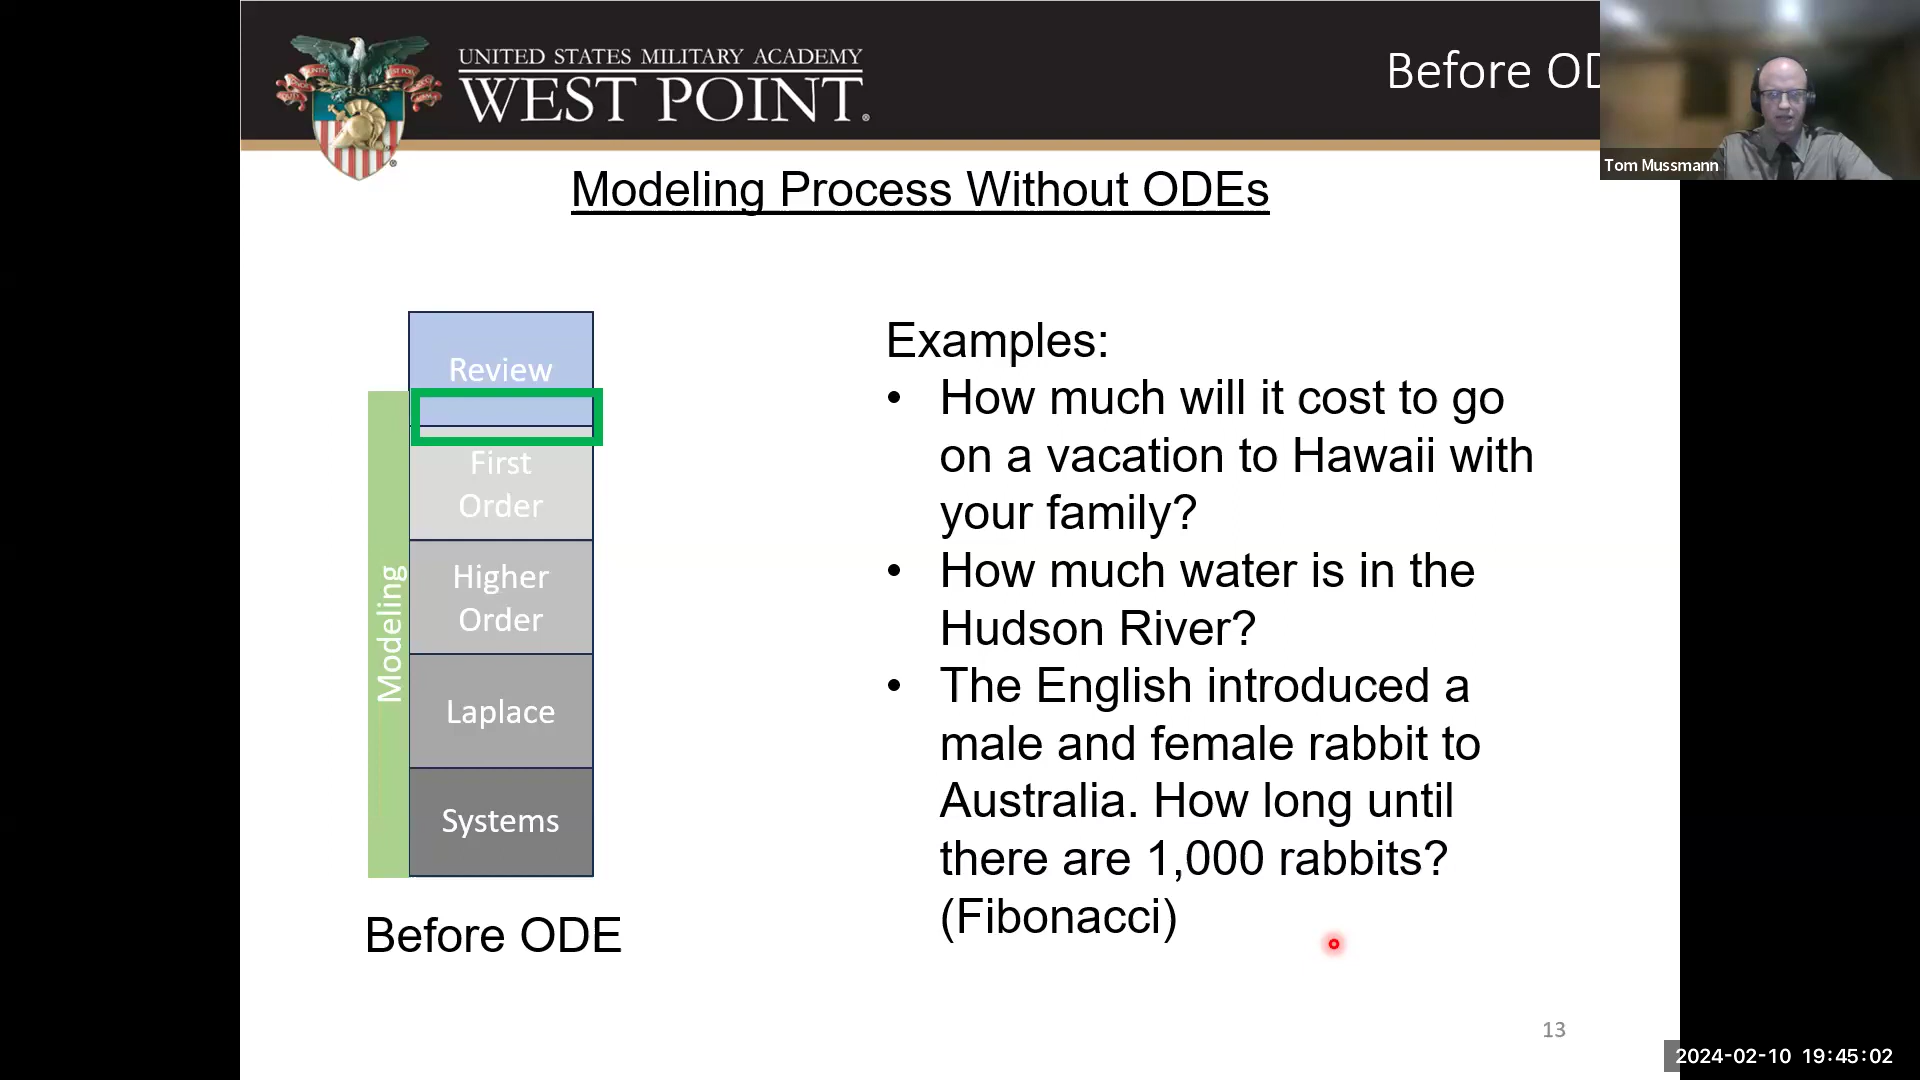 UNITED STATES MILITARY ACADEMY
WEST POINT
Before OD
Tom Mussmann
Modeling Process Without ODEs
Review
First
Order
Higher
Order
Laplace
Systems
Modeling
Before ODE
Examples:
• How much will it cost to go
on a vacation to Hawaii with
your family?
• How much water is in the
Hudson River?
• The English introduced a
male and female rabbit to
Australia. How long until
there are 1,000 rabbits?
(Fibonacci)
13
2024-02-10 19:45:02